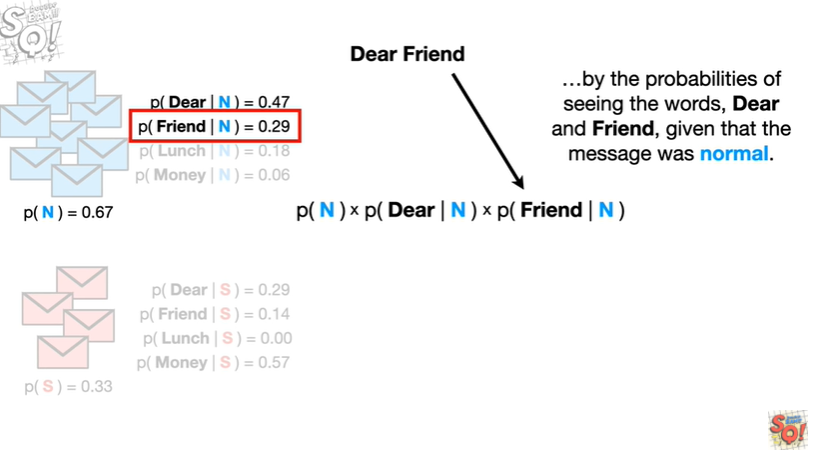 Dear Friend
…by the probabilities of
seeing the words, Dear
and Friend, given that the
message was normal.
p( Dear | N ) = 0.47
p( Friend | N ) = 0.29
p( Lunch | N ) = 0.18
p( Money | N ) = 0.06
p( N ) = 0.67
p( N ) x p( Dear | N ) x p( Friend | N )
p( Dear | S ) = 0.29
p( Friend | S ) = 0.14
p( Lunch | S ) = 0.00
p( Money | S ) = 0.57
p( S ) = 0.33